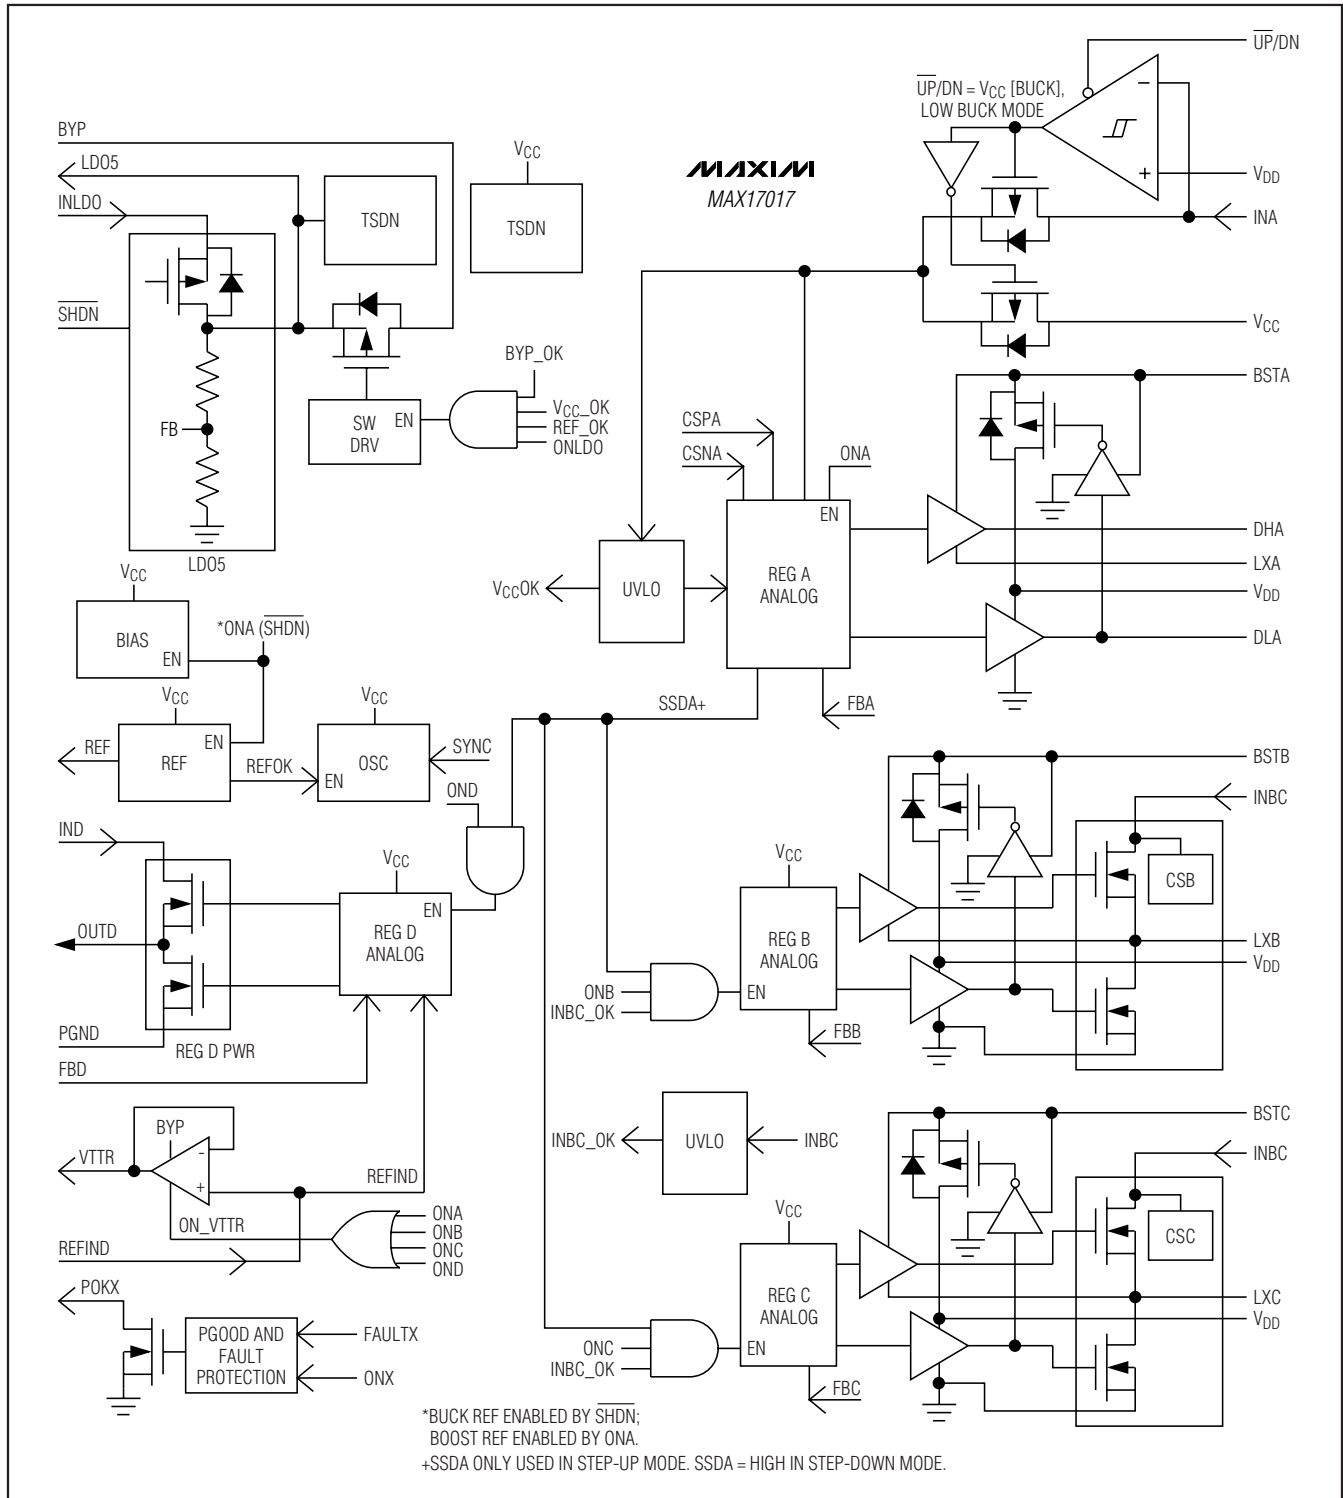 U̅P̅/DN
U̅P̅/DN = VCC [BUCK],
LOW BUCK MODE
−
+
VDD
INA
VCC
MAXIM
MAX17017
BYP
LDO5
INLDO
S̅H̅D̅N̅
TSDN
VCC
TSDN
FB
LDO5
SW
DRV
EN
BYP_OK
VCC_OK
REF_OK
ONLDO
CSPA
CSNA
ONA
EN
REG A
ANALOG
UVLO
VCCOK
SSDA+
FBA
BSTA
DHA
LXA
VDD
DLA
VCC
BIAS
EN
*ONA (S̅H̅D̅N̅)
VCC
REF
EN
REF
REFOK
VCC
OSC
EN
SYNC
OND
IND
OUTD
PGND
REG D PWR
VCC
EN
REG D
ANALOG
FBD
VTTR
BYP
-
+
REFIND
ON_VTTR
ONA
ONB
ONC
OND
REFIND
POKX
PGOOD AND
FAULT
PROTECTION
FAULTX
ONX
BSTB
INBC
CSB
LXB
VDD
VCC
REG B
ANALOG
EN
ONB
INBC_OK
FBB
INBC_OK
UVLO
INBC
BSTC
INBC
CSC
LXC
VDD
VCC
REG C
ANALOG
EN
ONC
INBC_OK
FBC
*BUCK REF ENABLED BY S̅H̅D̅N̅;
BOOST REF ENABLED BY ONA.
+SSDA ONLY USED IN STEP-UP MODE. SSDA = HIGH IN STEP-DOWN MODE.